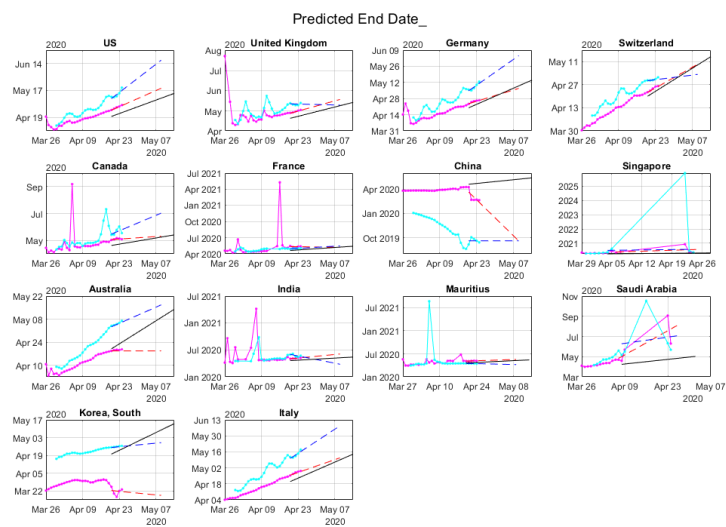 Predicted End Date_
2020 US
Jun 14
May 17
Apr 19
Mar 26 Apr 09 Apr 23 May 07
2020
2020 United Kingdom
Aug
Jul
Jun
May
Apr
Mar 26 Apr 09 Apr 23 May 07
2020
2020 Germany
Jun 09
May 26
May 12
Apr 28
Apr 14
Mar 31
Mar 26 Apr 09 Apr 23 May 07
2020
2020 Switzerland
May 11
Apr 27
Apr 13
Mar 30
Mar 26 Apr 09 Apr 23 May 07
2020
2020 Canada
Sep
Jul
May
Mar 26 Apr 09 Apr 23 May 07
2020
France
Jul 2021
Apr 2021
Jan 2021
Oct 2020
Jul 2020
Apr 2020
Mar 26 Apr 09 Apr 23 May 07
2020
China
Apr 2020
Jan 2020
Oct 2019
Mar 26 Apr 09 Apr 23 May 07
2020
Singapore
2025
2024
2023
2022
2021
Mar 29 Apr 05 Apr 12 Apr 19 Apr 26
2020
2020 Australia
May 22
May 08
Apr 24
Apr 10
Mar 26 Apr 09 Apr 23 May 07
2020
India
Jul 2021
Jan 2021
Jul 2020
Jan 2020
Mar 26 Apr 09 Apr 23 May 07
2020
Mauritius
Jul 2021
Jan 2021
Jul 2020
Jan 2020
Mar 27 Apr 10 Apr 24 May 08
2020
2020 Saudi Arabia
Nov
Sep
Jul
May
Mar
Mar 26 Apr 09 Apr 23 May 07
2020
2020 Korea, South
May 17
May 03
Apr 19
Apr 05
Mar 22
Mar 26 Apr 09 Apr 23 May 07
2020
2020 Italy
Jun 13
May 30
May 16
May 02
Apr 18
Apr 04
Mar 26 Apr 09 Apr 23 May 07
2020